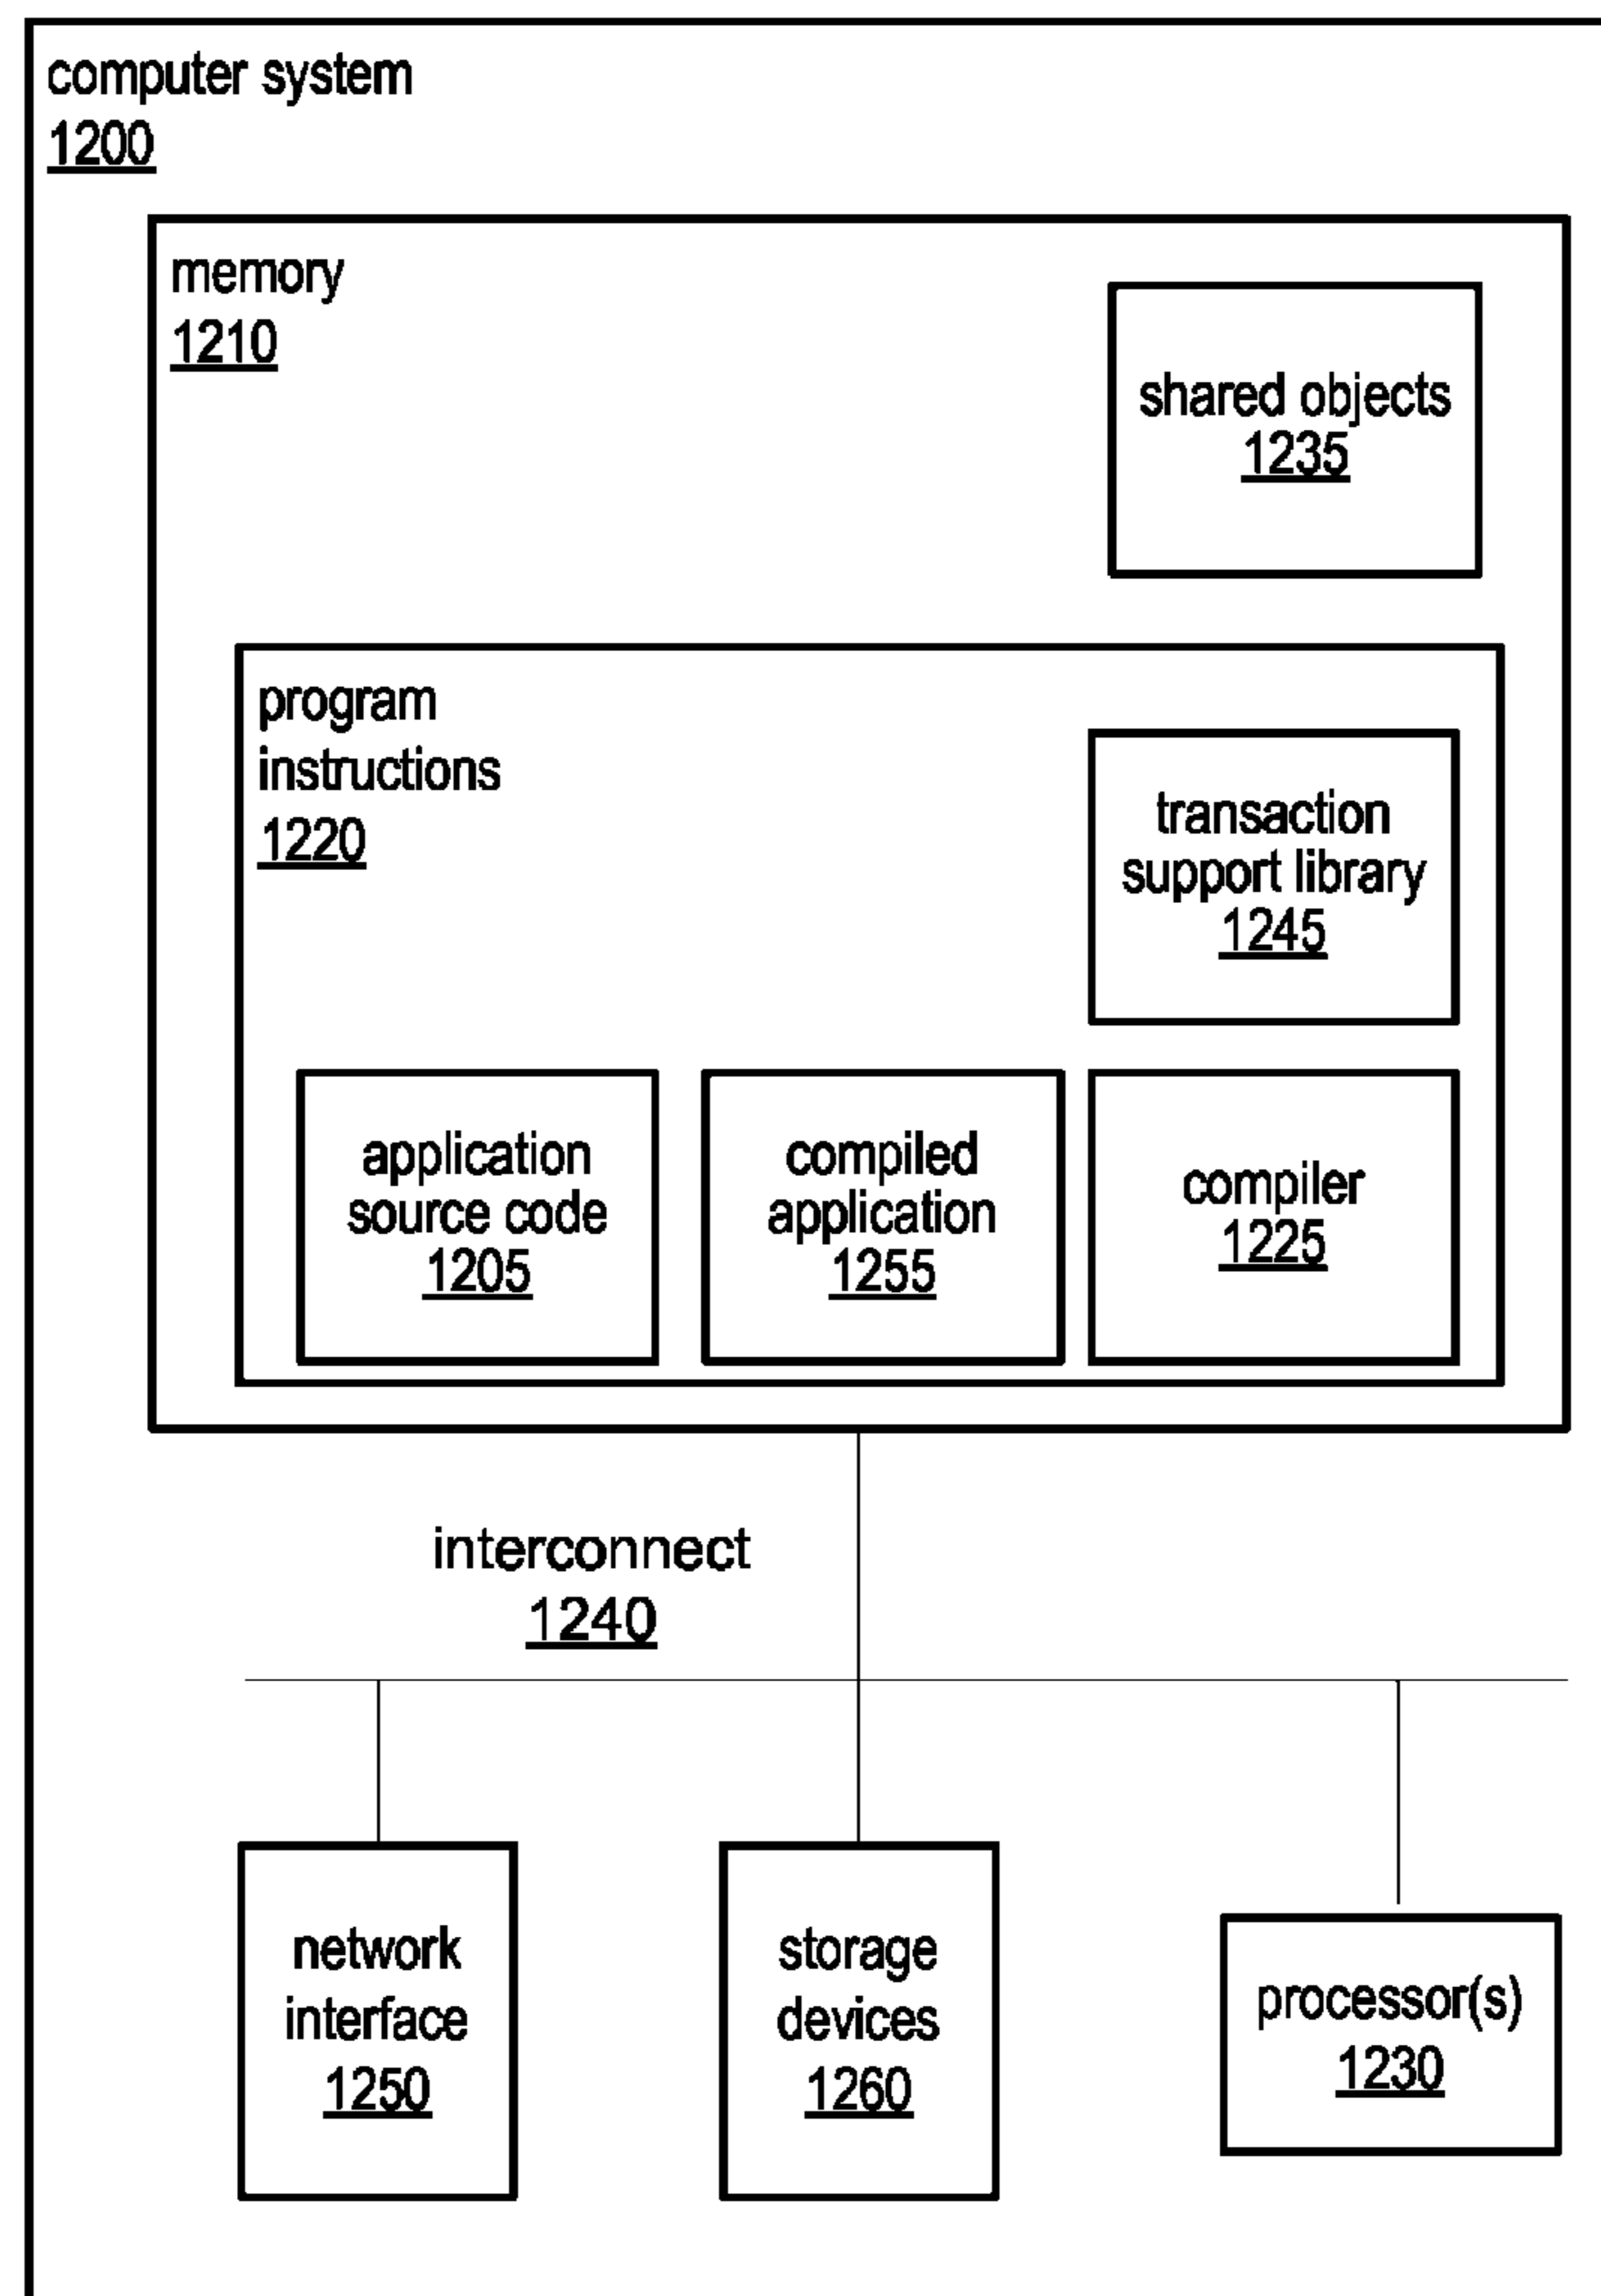 computer system
1200
memory
1210
shared objects
1235
program
instructions
1220
transaction
support library
1245
application
source code
1205
compiled
application
1255
compiler
1225
interconnect
1240
network
interface
1250
storage
devices
1260
processor(s)
1230